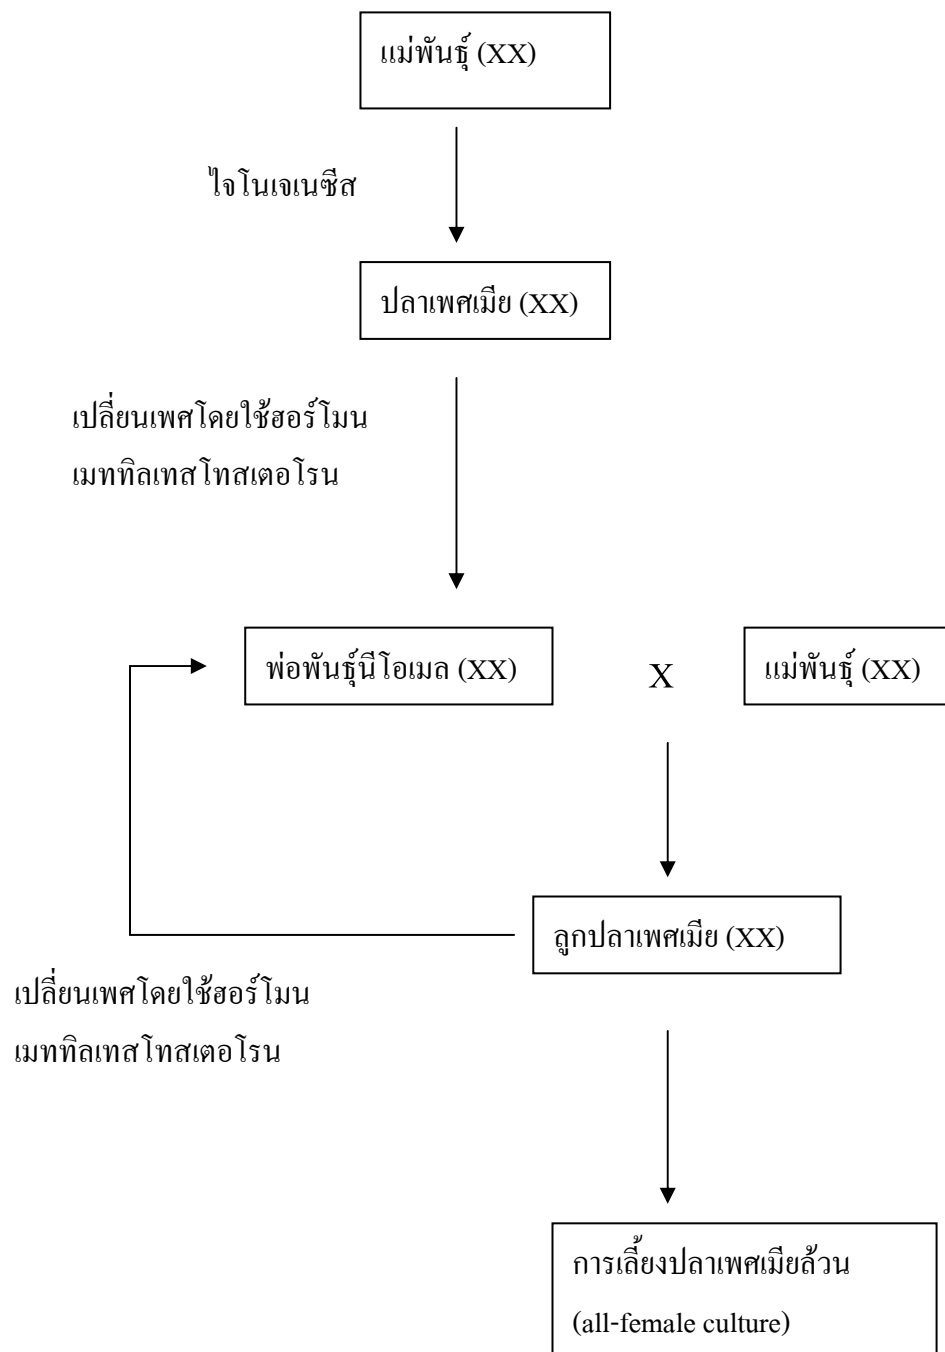 แม่พันธุ์ (XX)
ไจโนเจเนซีส
ปลาเพศเมีย (XX)
เปลี่ยนเพศโดยใช้ฮอร์โมน
เมททิลเทสโทสเตอโรน
พ่อพันธุ์นีโอเมล (XX)
X
แม่พันธุ์ (XX)
ลูกปลาเพศเมีย (XX)
เปลี่ยนเพศโดยใช้ฮอร์โมน
เมททิลเทสโทสเตอโรน
การเลี้ยงปลาเพศเมียล้วน
(all-female culture)